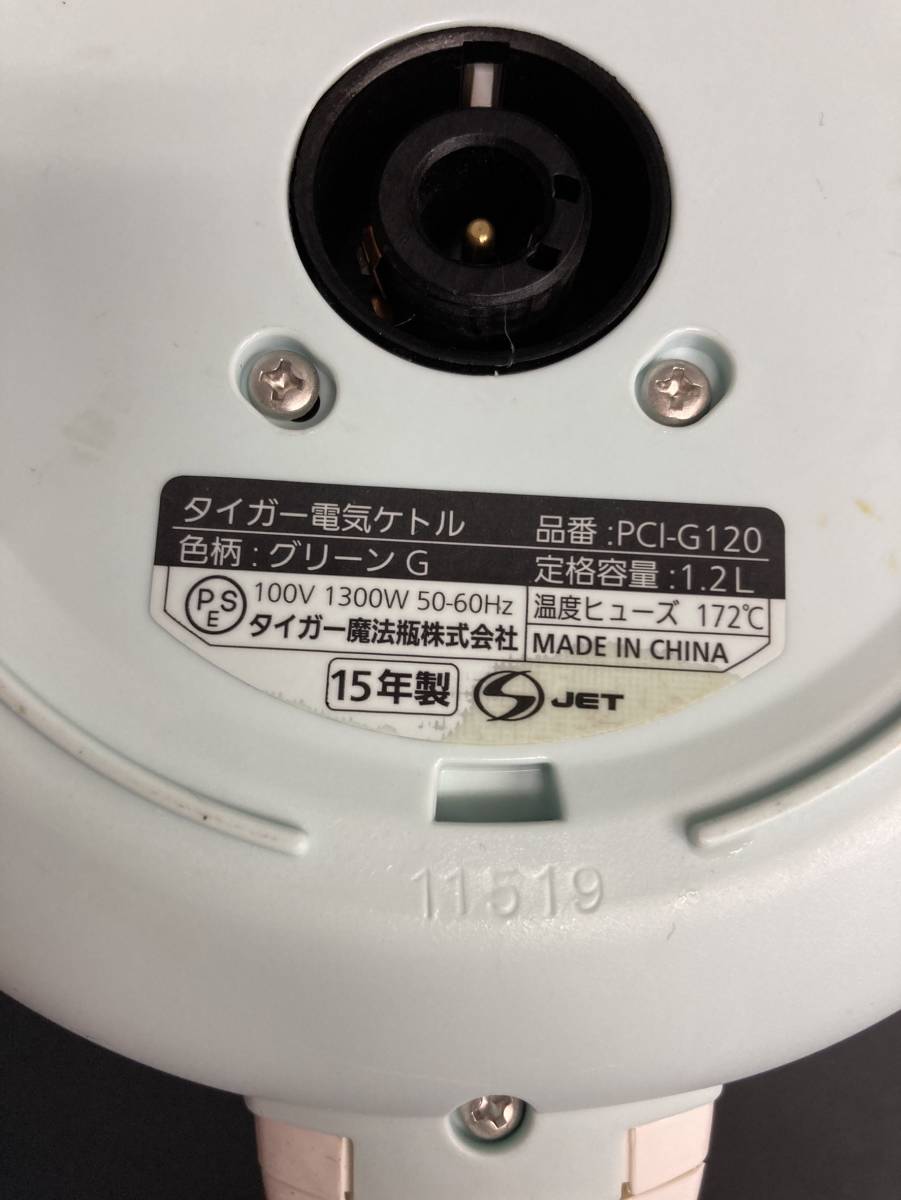 タイガー電気ケトル 品番:PCI-G120
色柄:グリーン G 定格容量:1.2L
PSE 100V 1300W 50-60Hz 温度ヒューズ 172℃
タイガー魔法瓶株式会社 MADE IN CHINA
15年製 S JET
11519